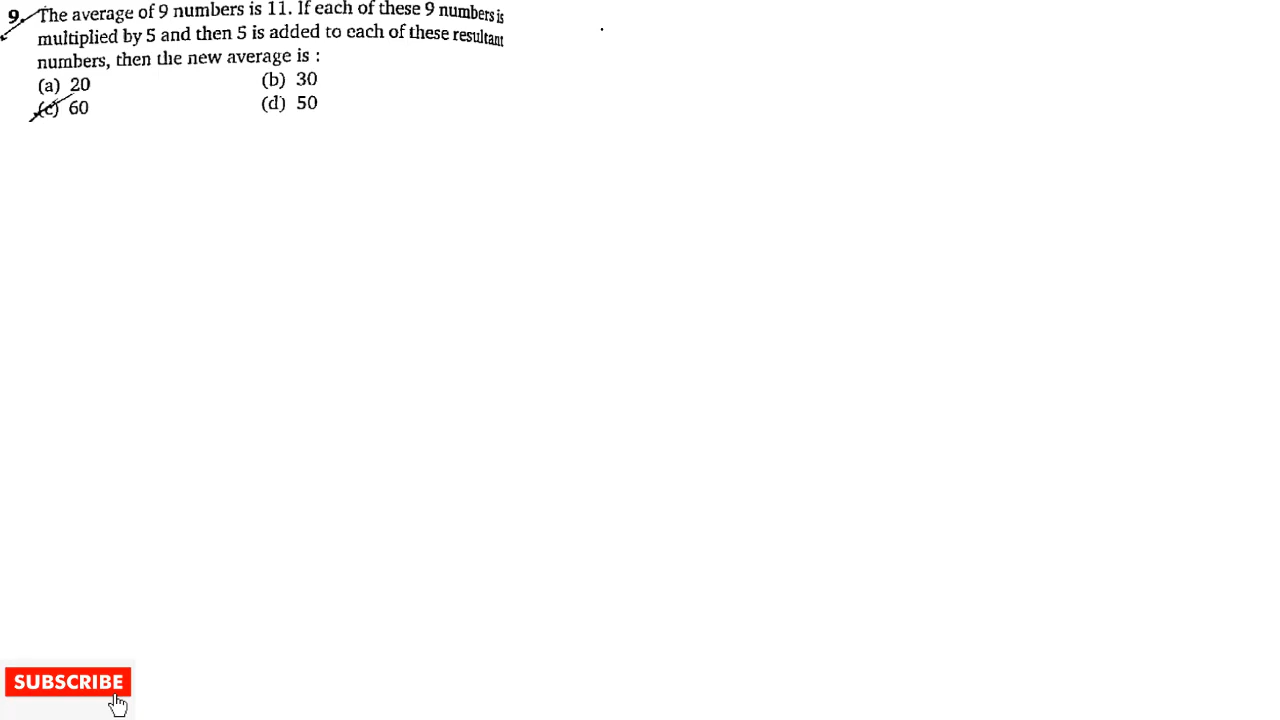 9. The average of 9 numbers is 11. If each of these 9 numbers is
multiplied by 5 and then 5 is added to each of these resultant
numbers, then the new average is :
(a) 20 (b) 30
(c) 60 (d) 50
SUBSCRIBE